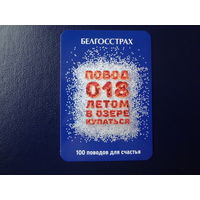 БЕЛГОССТРАХ
ПОВОД
018
ЛЕТОМ
В ОЗЕРЕ
КУПАТЬСЯ
100 поводов для счастья